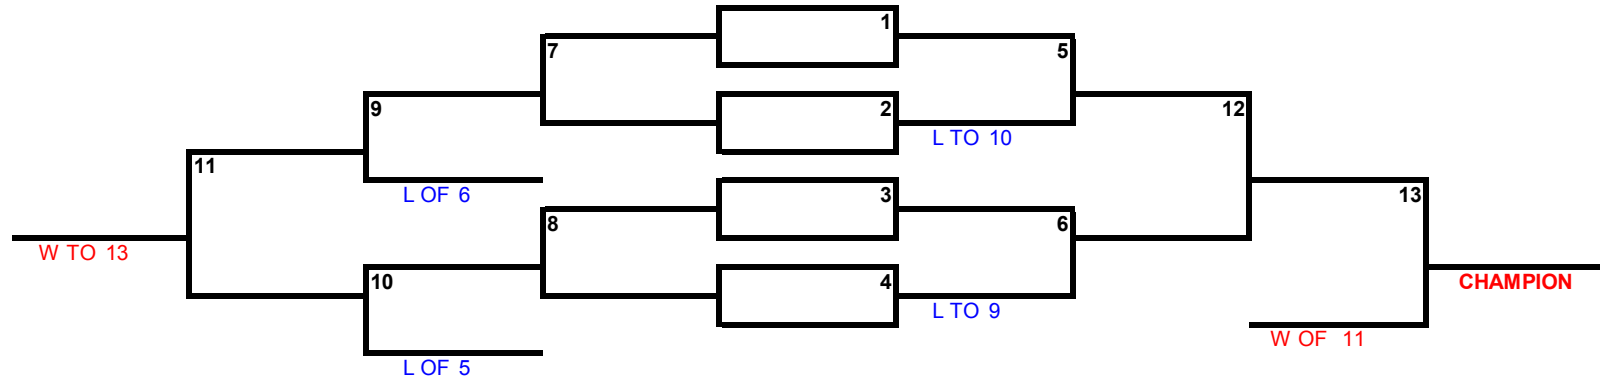 1
7
5
9
2
12
L TO 10
11
L OF 6
3
13
8
6
W TO 13
10
4
CHAMPION
L TO 9
W OF 11
L OF 5